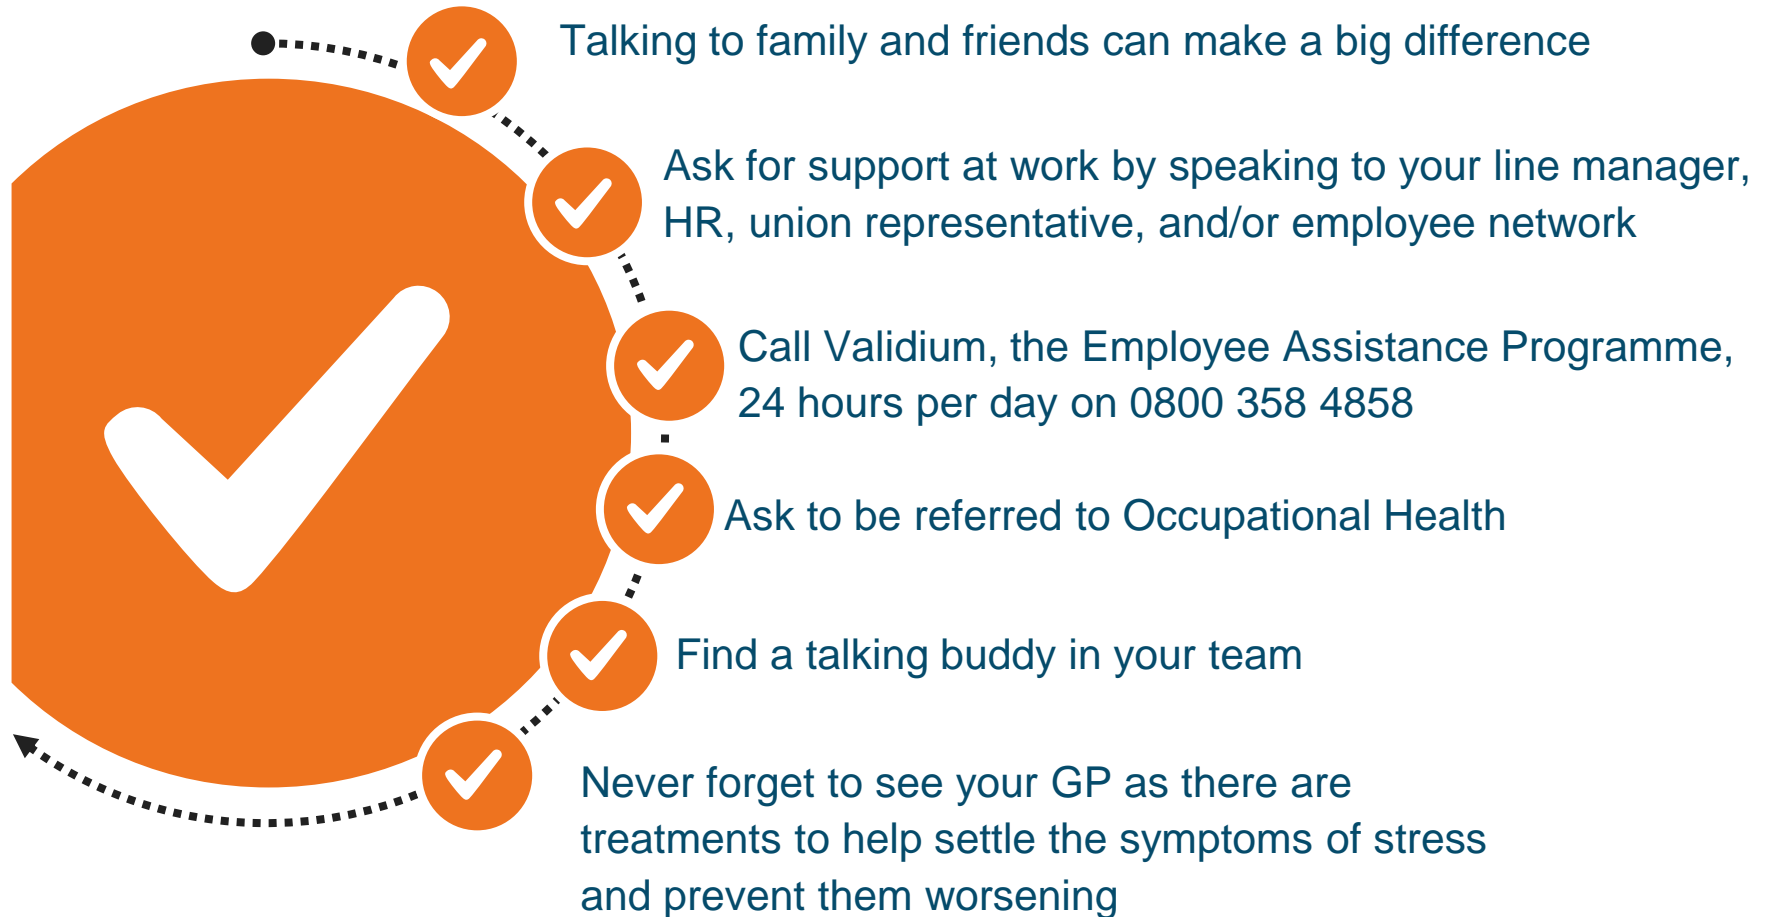 Talking to family and friends can make a big difference
Ask for support at work by speaking to your line manager,
HR, union representative, and/or employee network
Call Validium, the Employee Assistance Programme,
24 hours per day on 0800 358 4858
Ask to be referred to Occupational Health
Find a talking buddy in your team
Never forget to see your GP as there are
treatments to help settle the symptoms of stress
and prevent them worsening